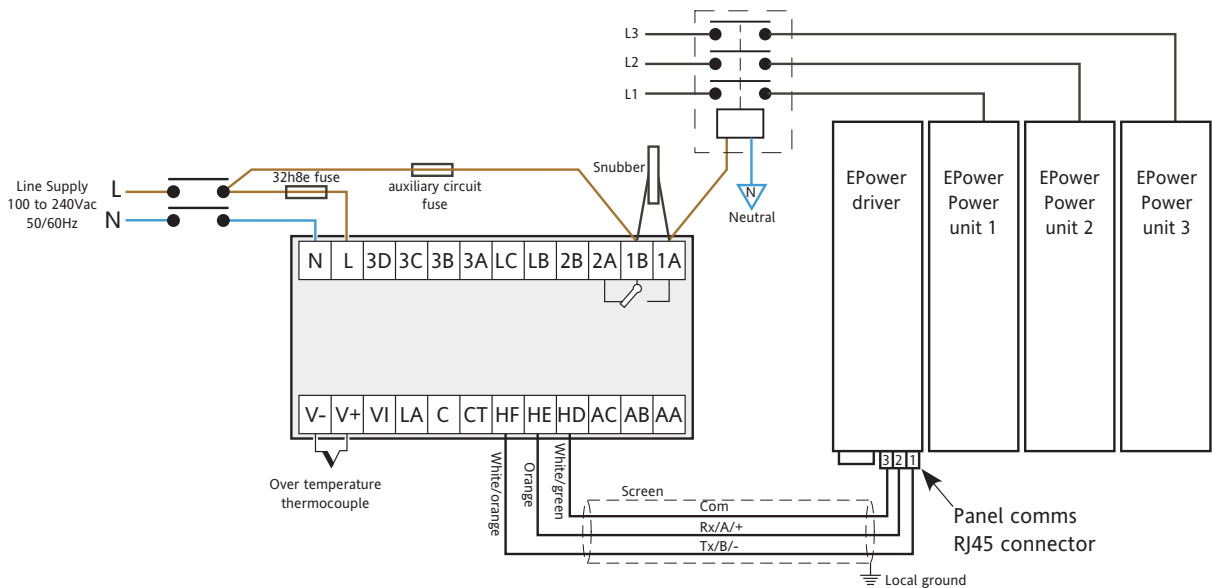 L3
L2
L1
Snubber
N
Neutral
Line Supply
100 to 240Vac
50/60Hz
L
N
32h8e fuse
auxiliary circuit
fuse
EPower
driver
EPower
Power
unit 1
EPower
Power
unit 2
EPower
Power
unit 3
N L 3D 3C 3B 3A LC LB 2B 2A 1B 1A
V- V+ VI LA C CT HF HE HD AC AB AA
Over temperature
thermocouple
White/orange
Orange
White/green
Screen
Com
Rx/A/+
Tx/B/-
3 2 1
Panel comms
RJ45 connector
Local ground